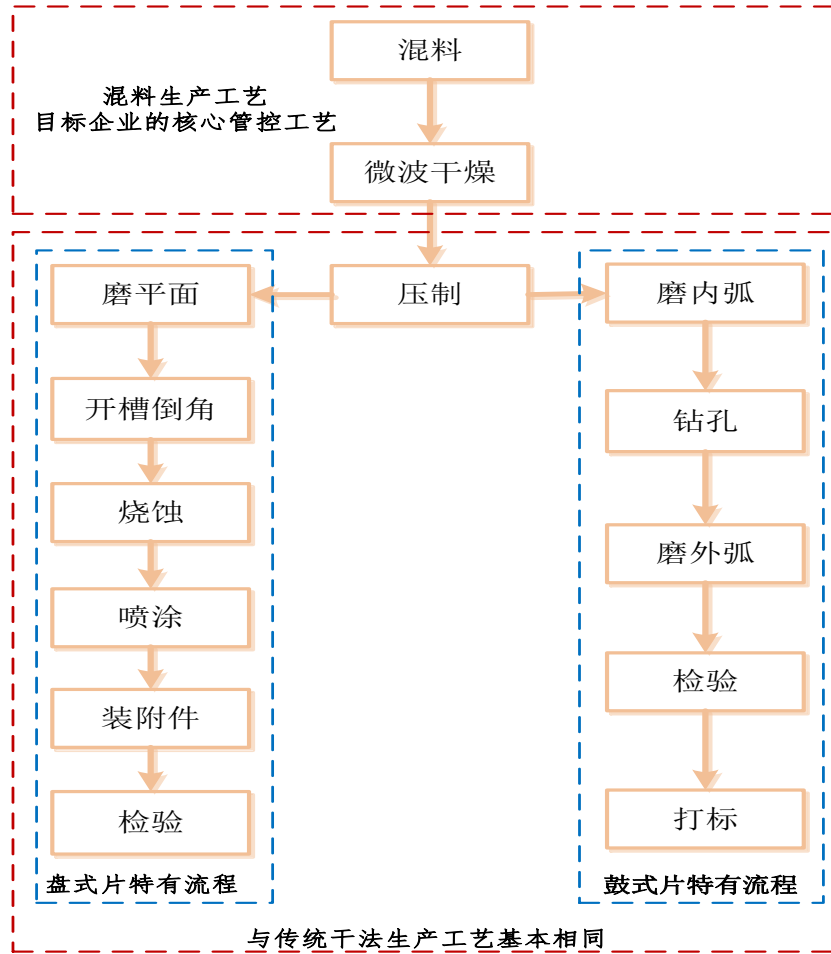 混料
混料生产工艺
目标企业的核心管控工艺
微波干燥
磨平面
压制
磨内弧
开槽倒角
钻孔
烧蚀
磨外弧
喷涂
检验
装附件
检验
打标
盘式片特有流程
鼓式片特有流程
与传统干法生产工艺基本相同